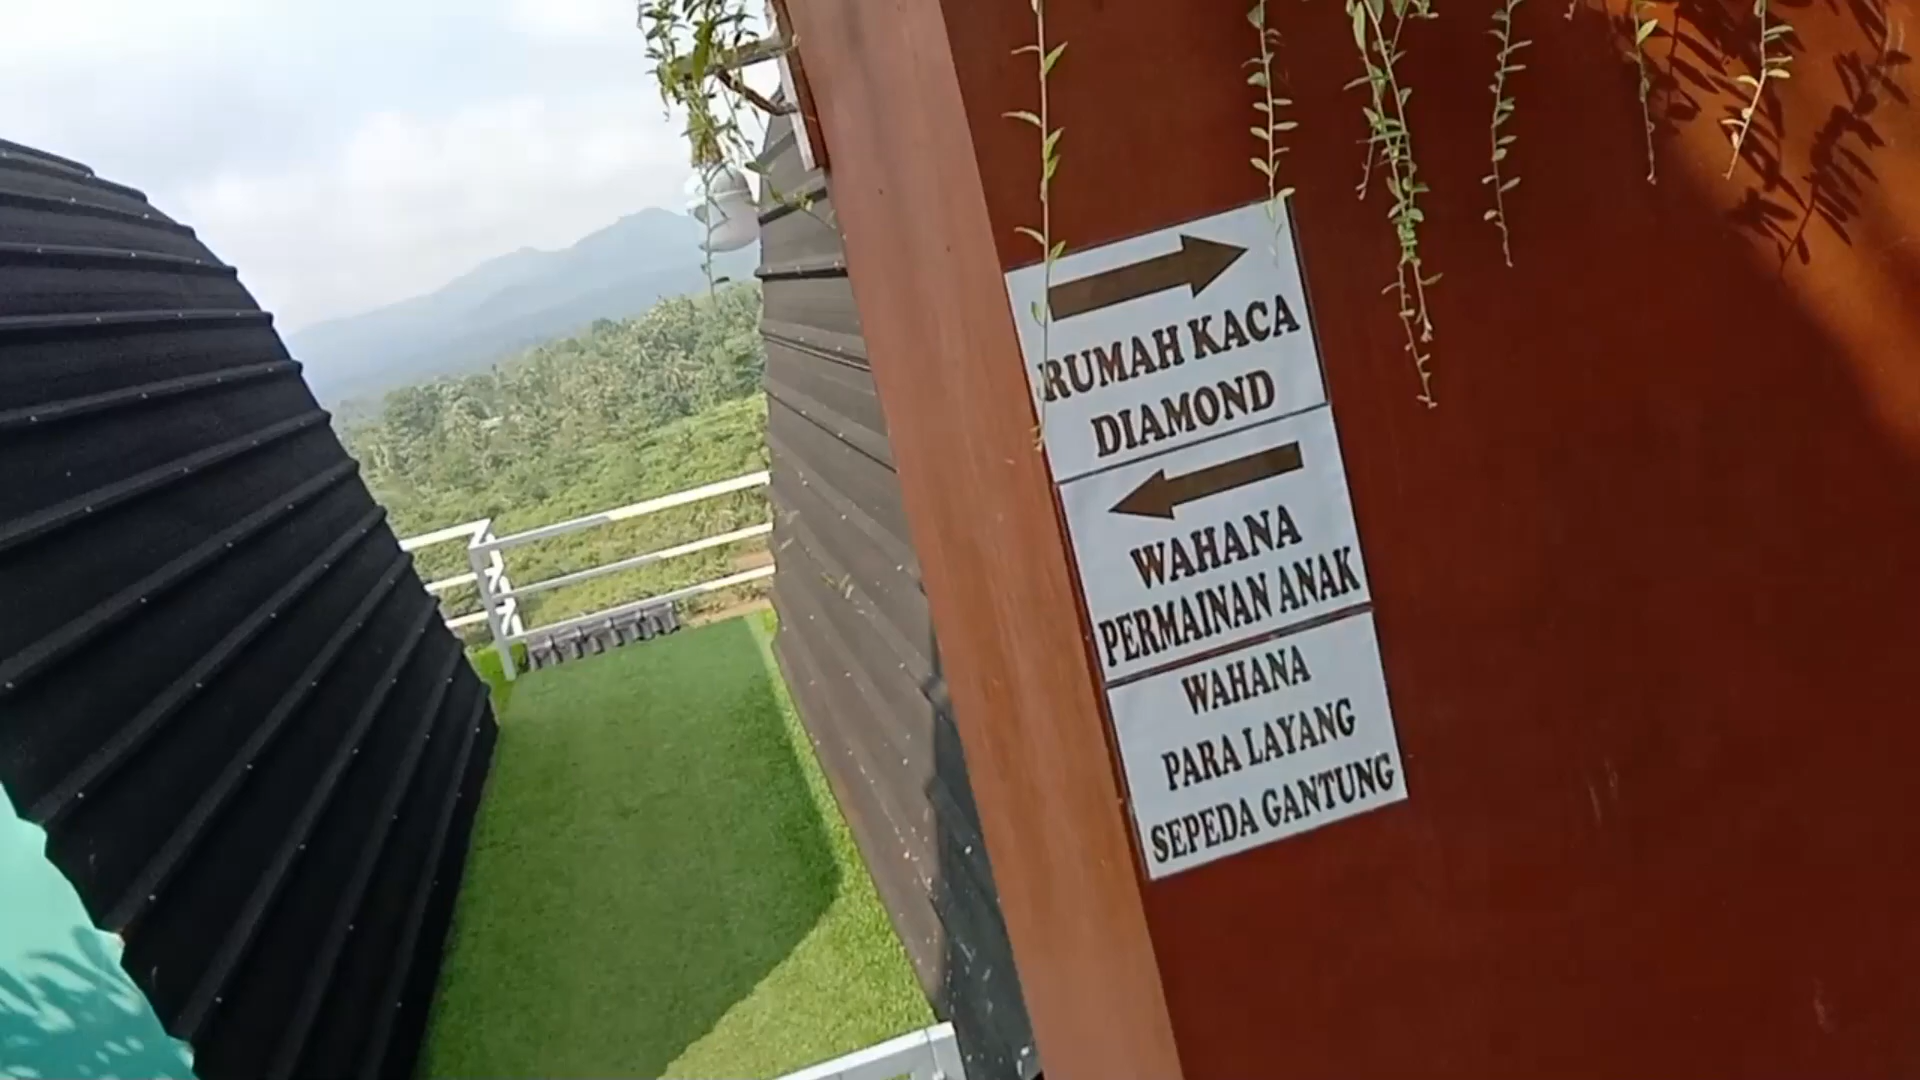 RUMAH KACA
DIAMOND
WAHANA
PERMAINAN ANAK
WAHANA
PARA LAYANG
SEPEDA GANTUNG